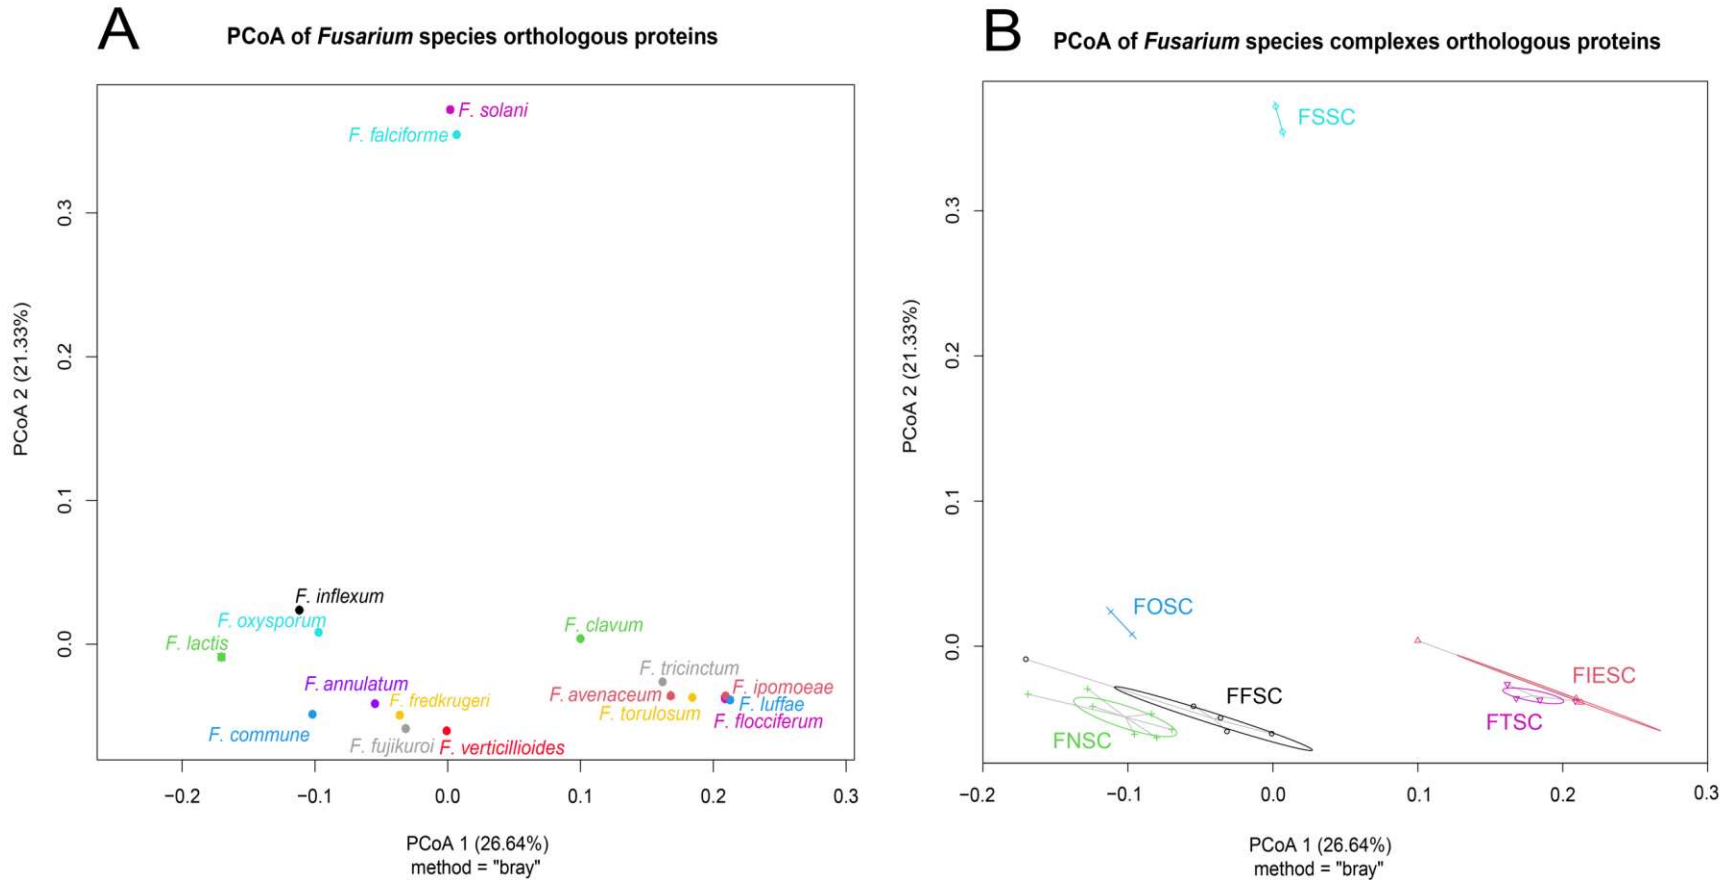 A
PCoA of Fusarium species orthologous proteins
F. solani
F. falciforme
F. inflexum
F. oxysporum
F. lactis
F. clavum
F. tricinctum
F. annulatum
F. fredkrugeri
F. avenaceum
F. ipomoeae
F. torulosum
F. luffae
F. flocciferum
F. commune
F. fujikuroi
F. verticillioides
0.3
0.2
0.1
0.0
PCoA 2 (21.33%)
−0.2
−0.1
0.0
0.1
0.2
0.3
PCoA 1 (26.64%)
method = "bray"
B
PCoA of Fusarium species complexes orthologous proteins
FSSC
FOSC
FFSC
FIESC
FTSC
FNSC
0.3
0.2
0.1
0.0
PCoA 2 (21.33%)
−0.2
−0.1
0.0
0.1
0.2
0.3
PCoA 1 (26.64%)
method = "bray"